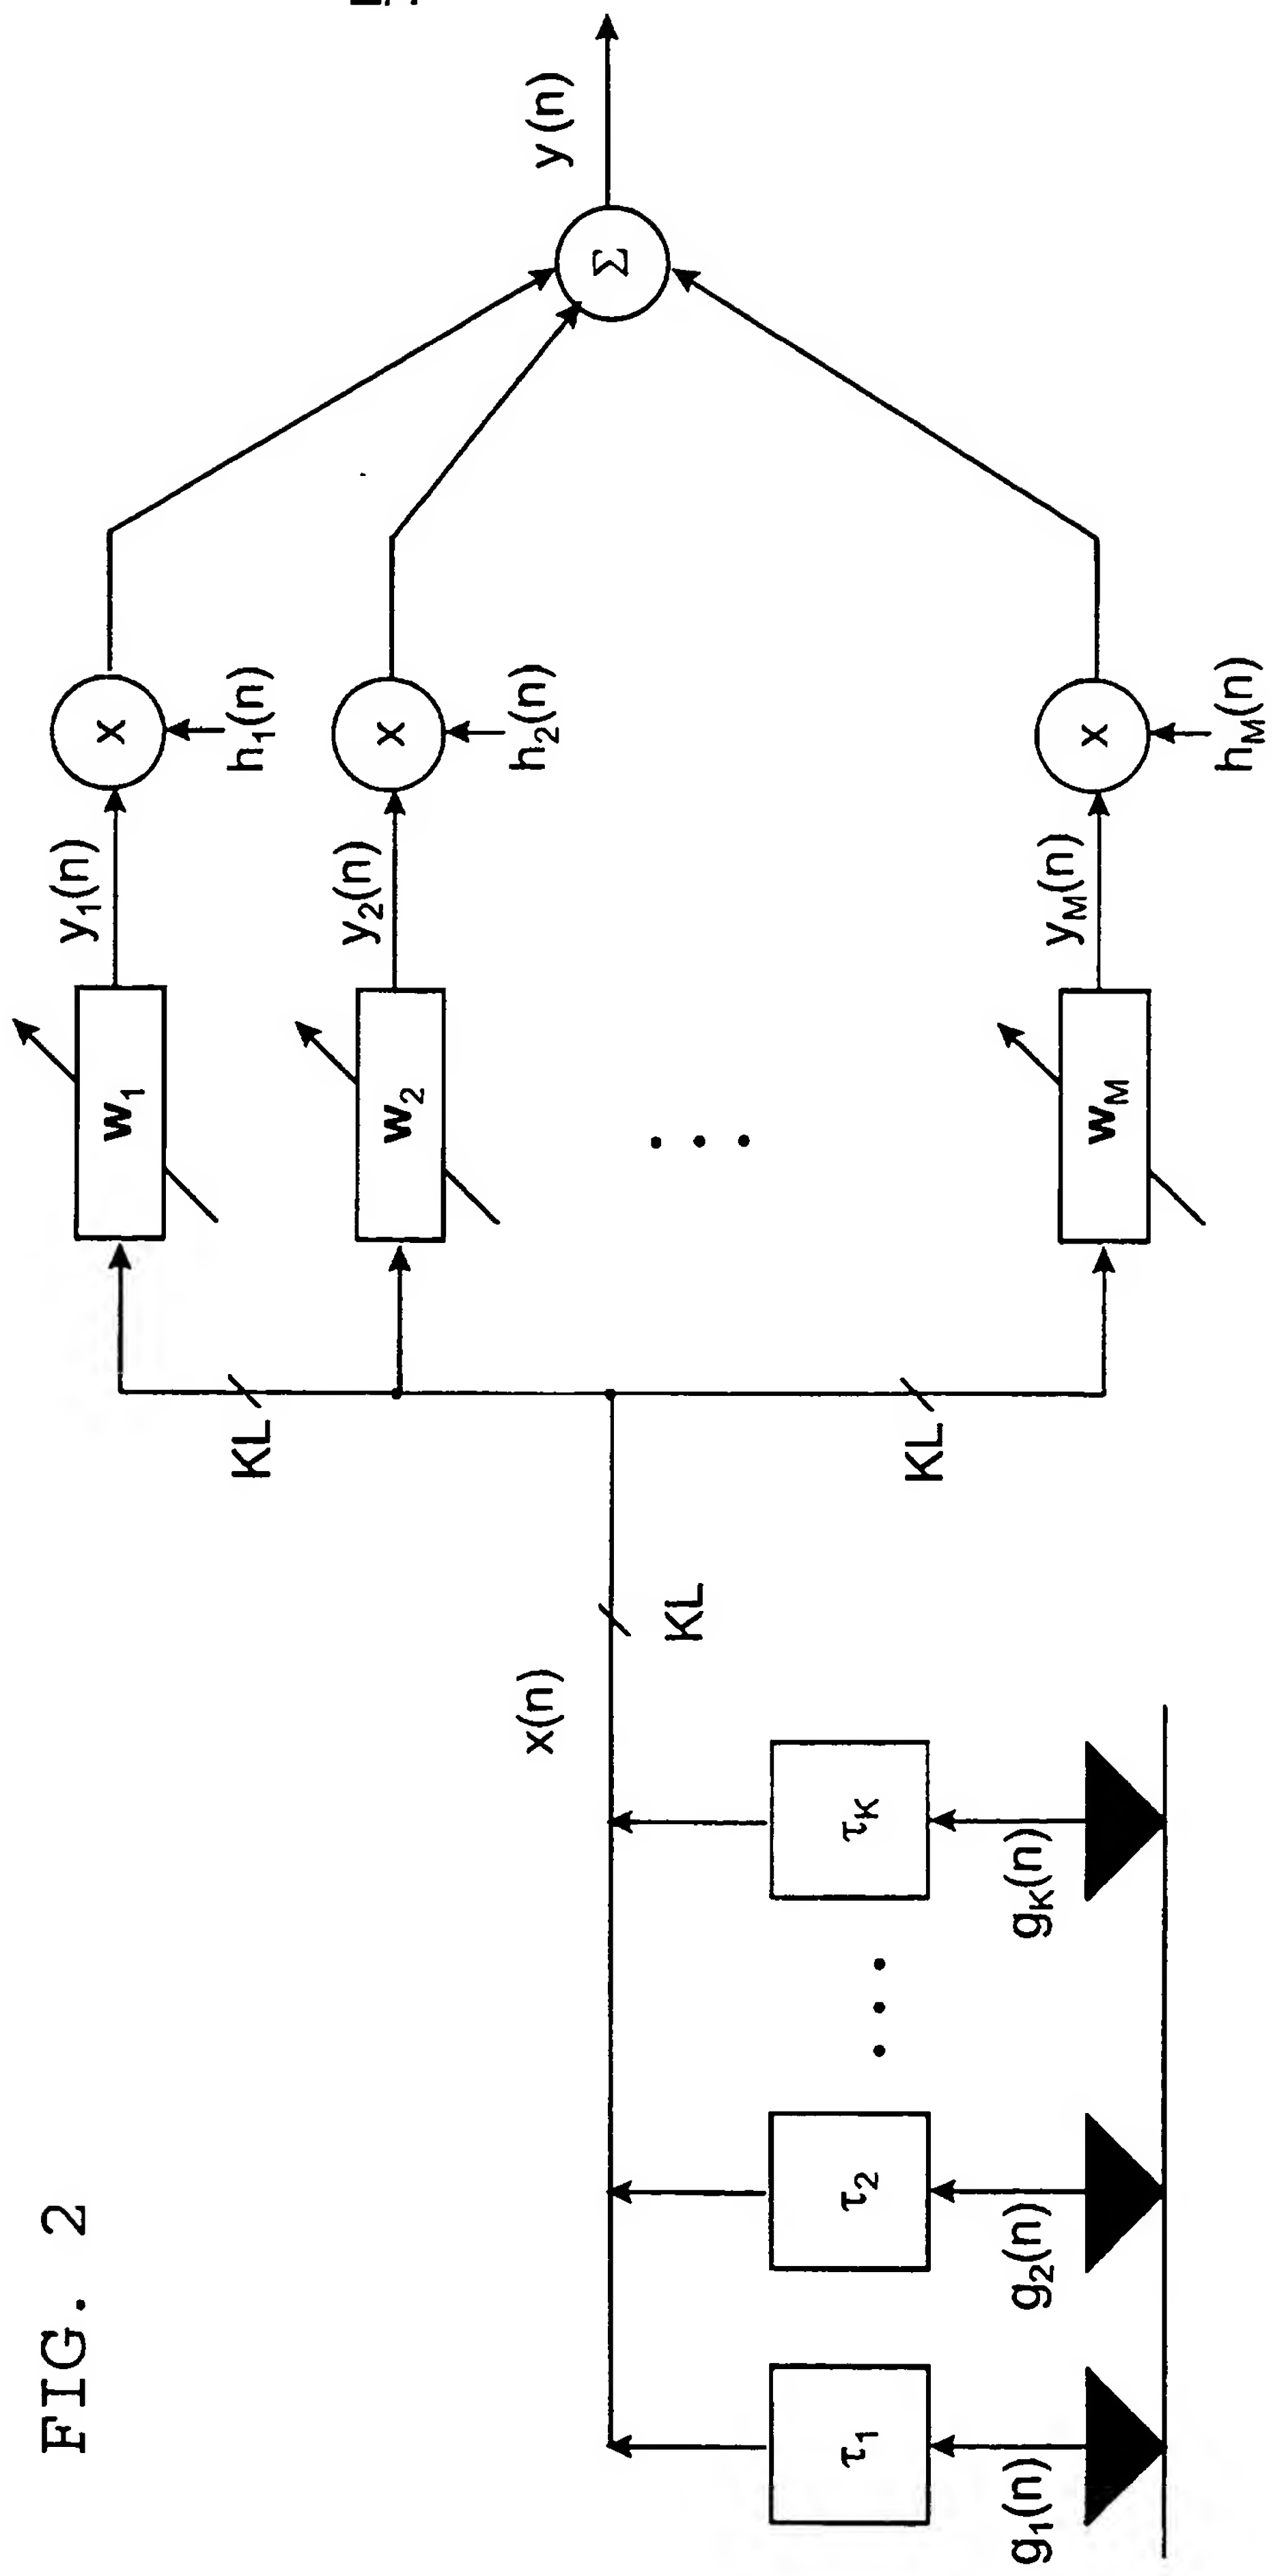 FIG. 2
g₁(n)
τ₁
g₂(n)
τ₂
• • •
gK(n)
τK
x(n)
KL
KL
KL
w₁
y₁(n)
x
h₁(n)
w₂
y₂(n)
x
h₂(n)
• • •
wM
yM(n)
x
hM(n)
Σ
y (n)